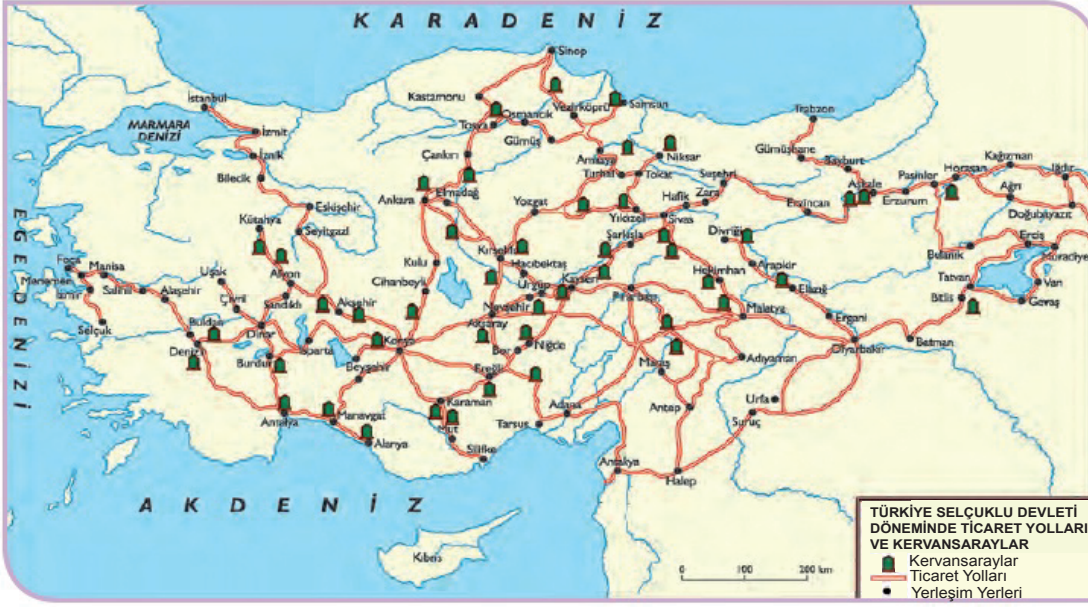 KARADENİZ
Sinop
Kastamonu
İstanbul
Vezirköprü
Samsun
Osmancık
Tosya
Trabzon
MARMARA
DENİZİ
İzmit
Gümüş
Gümüşhane
İznik
Çankırı
Amasya
Niksar
Bayburt
Kağızman
Horasan
Bilecik
Turhal
Tokat
Suşehri
Pasinler
Iğdır
Ankara
Elmadağ
Hafik
Zara
Aşkale
Ağrı
Eskişehir
Yozgat
Yıldızeli
Sivas
Erzincan
Erzurum
Doğubayazıt
EGE DENİZİ
Kütahya
Seyitgazi
Şarkışla
Divriği
Erciş
Kırşehir
Bulanık
Muradiye
Foça
Manisa
Afyon
Kulu
Hacıbektaş
Kayseri
Arapkir
Tatvan
Menemen
Uşak
Cihanbeyli
Ürgüp
Hekimhan
Elazığ
Van
İzmir
Salihli
Alaşehir
Sandıklı
Akşehir
Nevşehir
Pınarbaşı
Bitlis
Gevaş
Çivril
Aksaray
Malatya
Ergani
Selçuk
Buldan
Dinar
Konya
Bor
Niğde
Diyarbakır
Batman
Denizli
Isparta
Burdur
Beyşehir
Ereğli
Maraş
Adıyaman
Karaman
Adana
Antep
Urfa
Antalya
Manavgat
Mut
Tarsus
Suruç
Alanya
Silifke
Antakya
Halep
AKDENİZ
Kıbrıs
0 100 200 km
TÜRKİYE SELÇUKLU DEVLETİ
DÖNEMİNDE TİCARET YOLLARI
VE KERVANSARAYLAR
Kervansaraylar
Ticaret Yolları
Yerleşim Yerleri